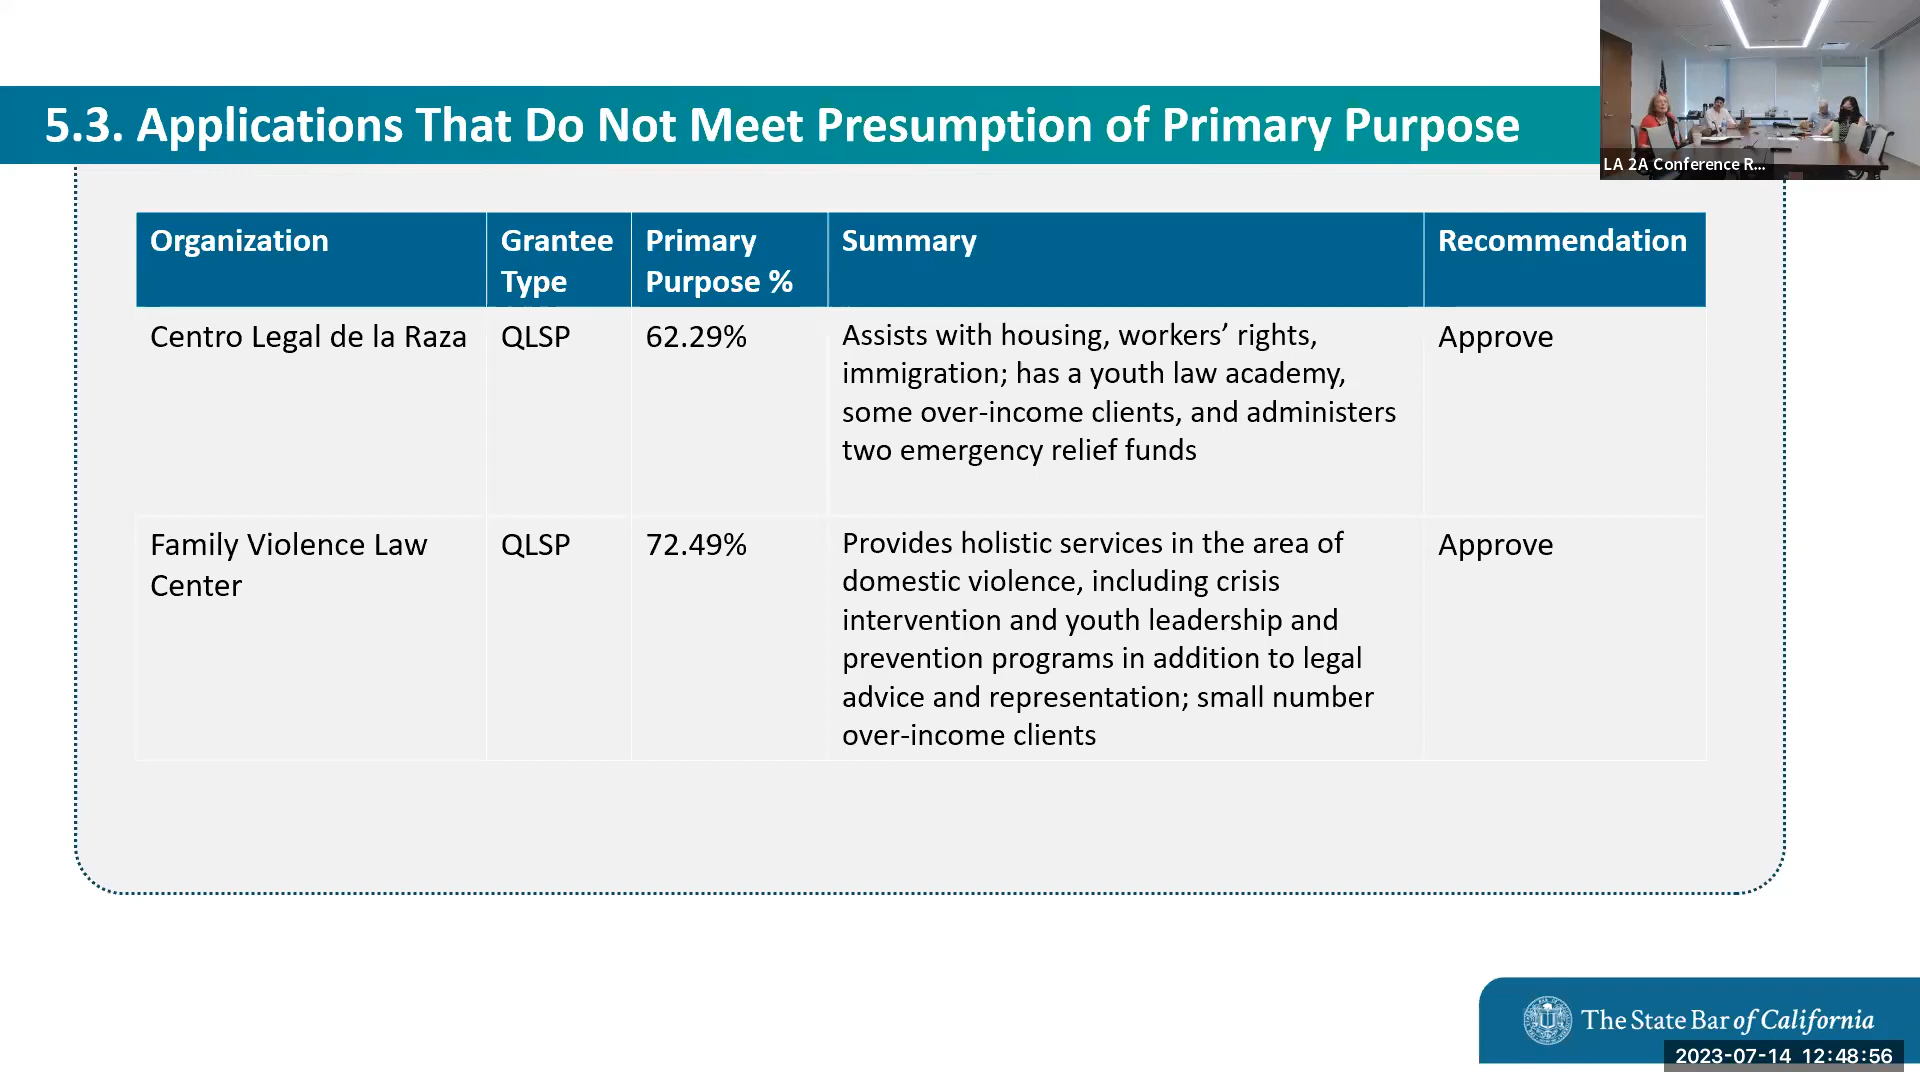 5.3. Applications That Do Not Meet Presumption of Primary Purpose
LA 2A Conference R...
Organization
Grantee
Type
Primary
Purpose %
Summary
Recommendation
Centro Legal de la Raza
QLSP
62.29%
Assists with housing, workers’ rights,
immigration; has a youth law academy,
some over-income clients, and administers
two emergency relief funds
Approve
Family Violence Law
Center
QLSP
72.49%
Provides holistic services in the area of
domestic violence, including crisis
intervention and youth leadership and
prevention programs in addition to legal
advice and representation; small number
over-income clients
Approve
The State Bar of California
2023-07-14 12:48:56